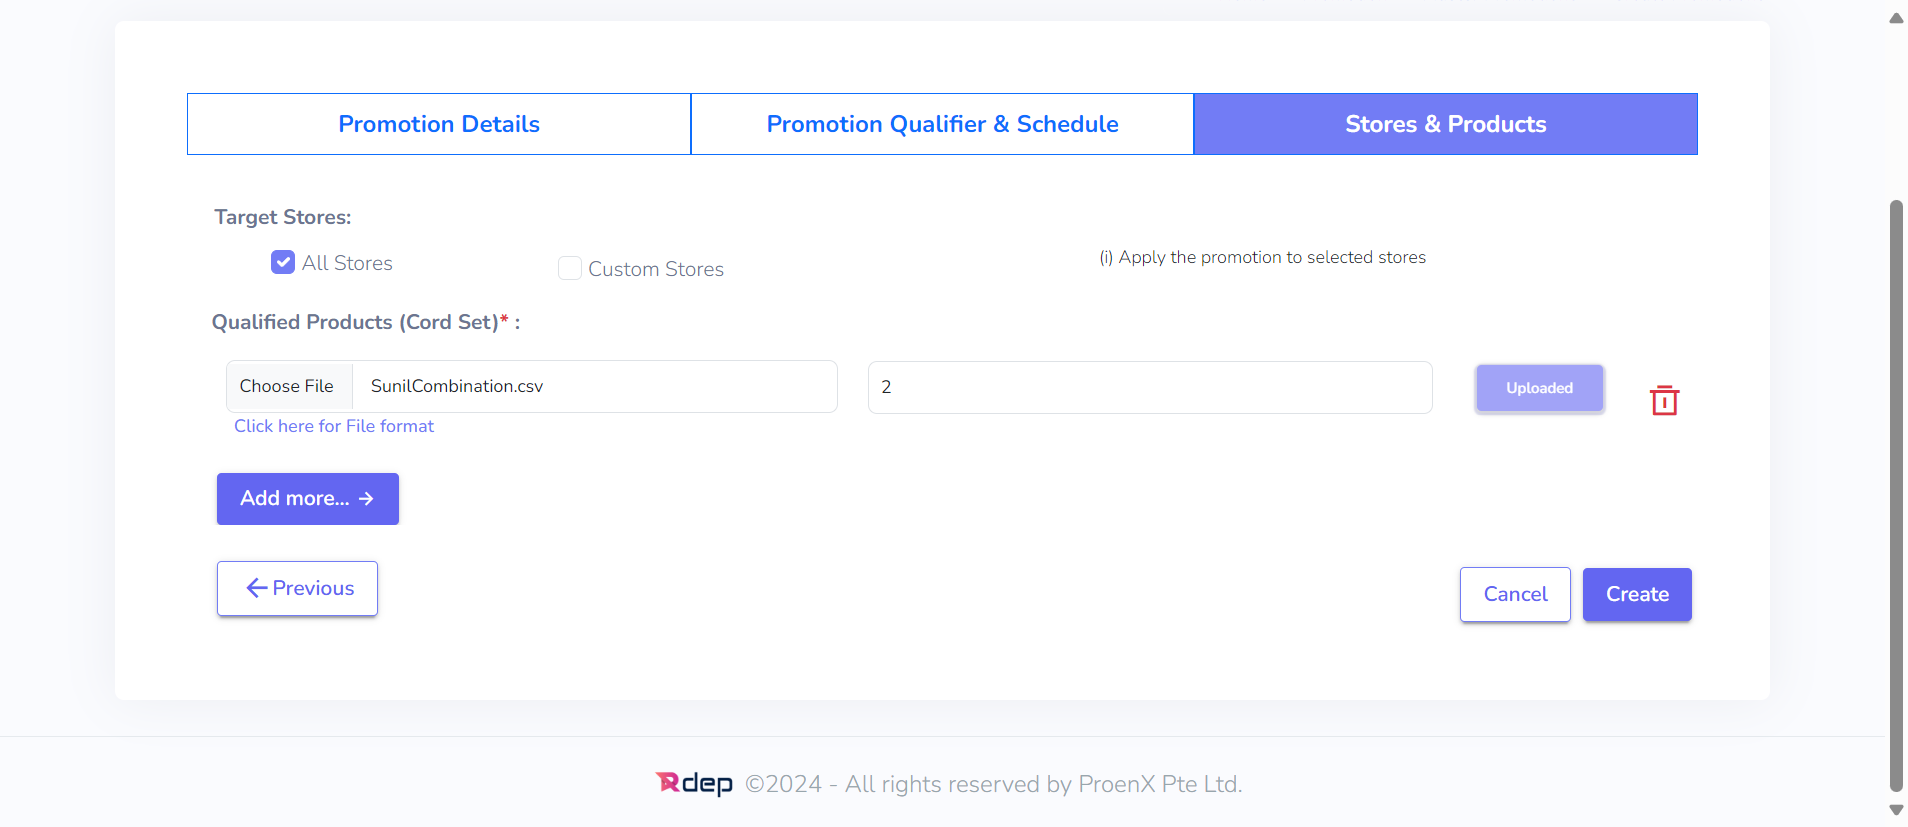 Promotion Details
Promotion Qualifier & Schedule
Stores & Products
Target Stores:
All Stores
Custom Stores
(i) Apply the promotion to selected stores
Qualified Products (Cord Set)* :
Choose File
SunilCombination.csv
2
Uploaded
Click here for File format
Add more... →
← Previous
Cancel
Create
Rdep ©2024 - All rights reserved by ProenX Pte Ltd.